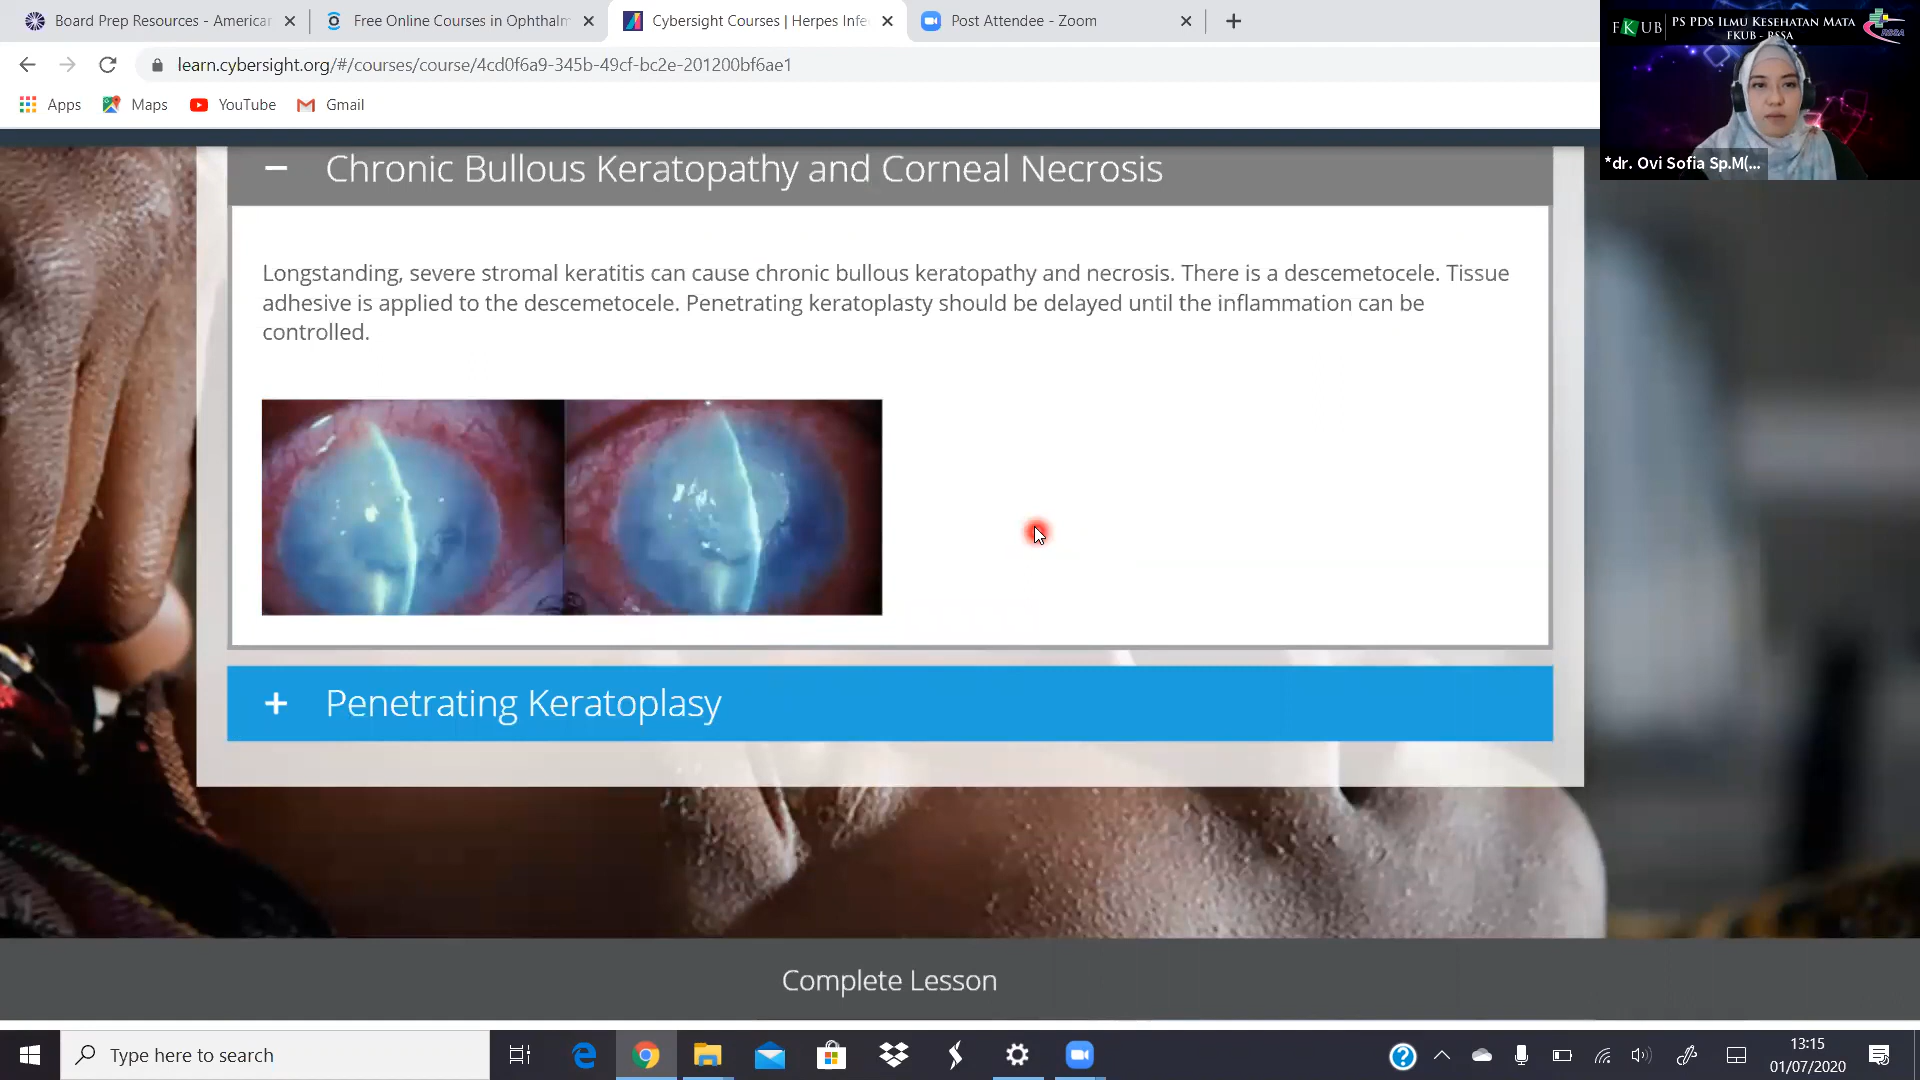 Board Prep Resources - American
Free Online Courses in Ophthalm
Cybersight Courses | Herpes Infe
Post Attendee - Zoom
learn.cybersight.org/#/courses/course/4cd0f6a9-345b-49cf-bc2e-201200bf6ae1
Apps
Maps
YouTube
Gmail
FKUB
PS PDS Ilmu Kesehatan Mata
FKUB - RSSA
RSSA
*dr. Ovi Sofia Sp.M(...
Chronic Bullous Keratopathy and Corneal Necrosis
Longstanding, severe stromal keratitis can cause chronic bullous keratopathy and necrosis. There is a descemetocele. Tissue
adhesive is applied to the descemetocele. Penetrating keratoplasty should be delayed until the inflammation can be
controlled.
Penetrating Keratoplasy
Complete Lesson
Type here to search
13:15
01/07/2020